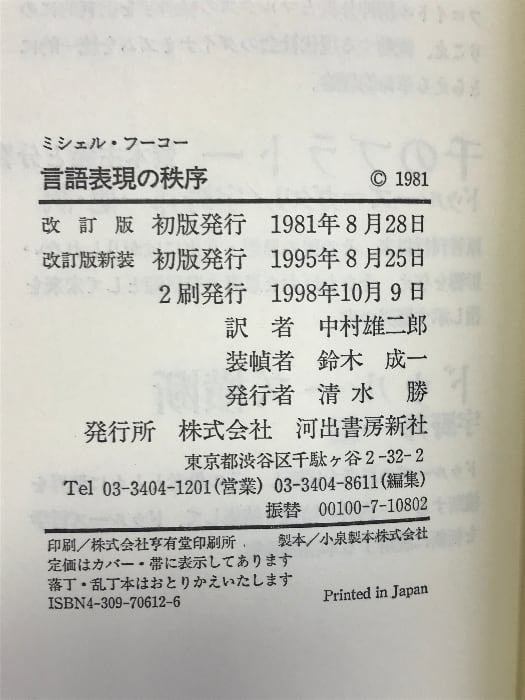 ミシェル・フーコー
言語表現の秩序 © 1981
改訂版 初版発行 1981年8月28日
改訂版新装 初版発行 1995年8月25日
2刷発行 1998年10月9日
訳者 中村雄二郎
装幀者 鈴木成一
発行者 清水勝
発行所 株式会社 河出書房新社
東京都渋谷区千駄ヶ谷2-32-2
Tel 03-3404-1201(営業) 03-3404-8611(編集)
振替 00100-7-10802
印刷/株式会社亨有堂印刷所 製本/小泉製本株式会社
定価はカバー・帯に表示してあります
落丁・乱丁本はおとりかえいたします
ISBN4-309-70612-6 Printed in Japan